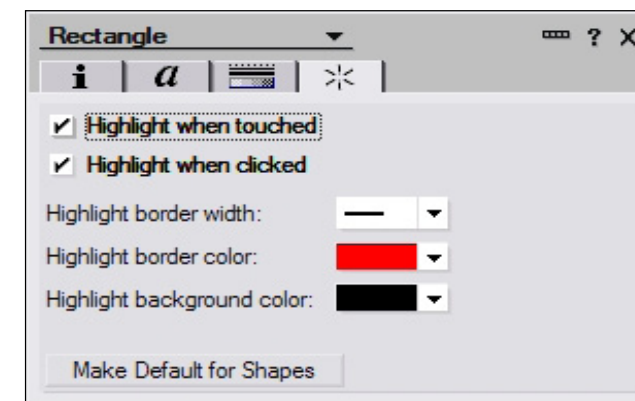 Rectangle ?
i a
Highlight when touched
Highlight when clicked
Highlight border width:
Highlight border color:
Highlight background color:
Make Default for Shapes